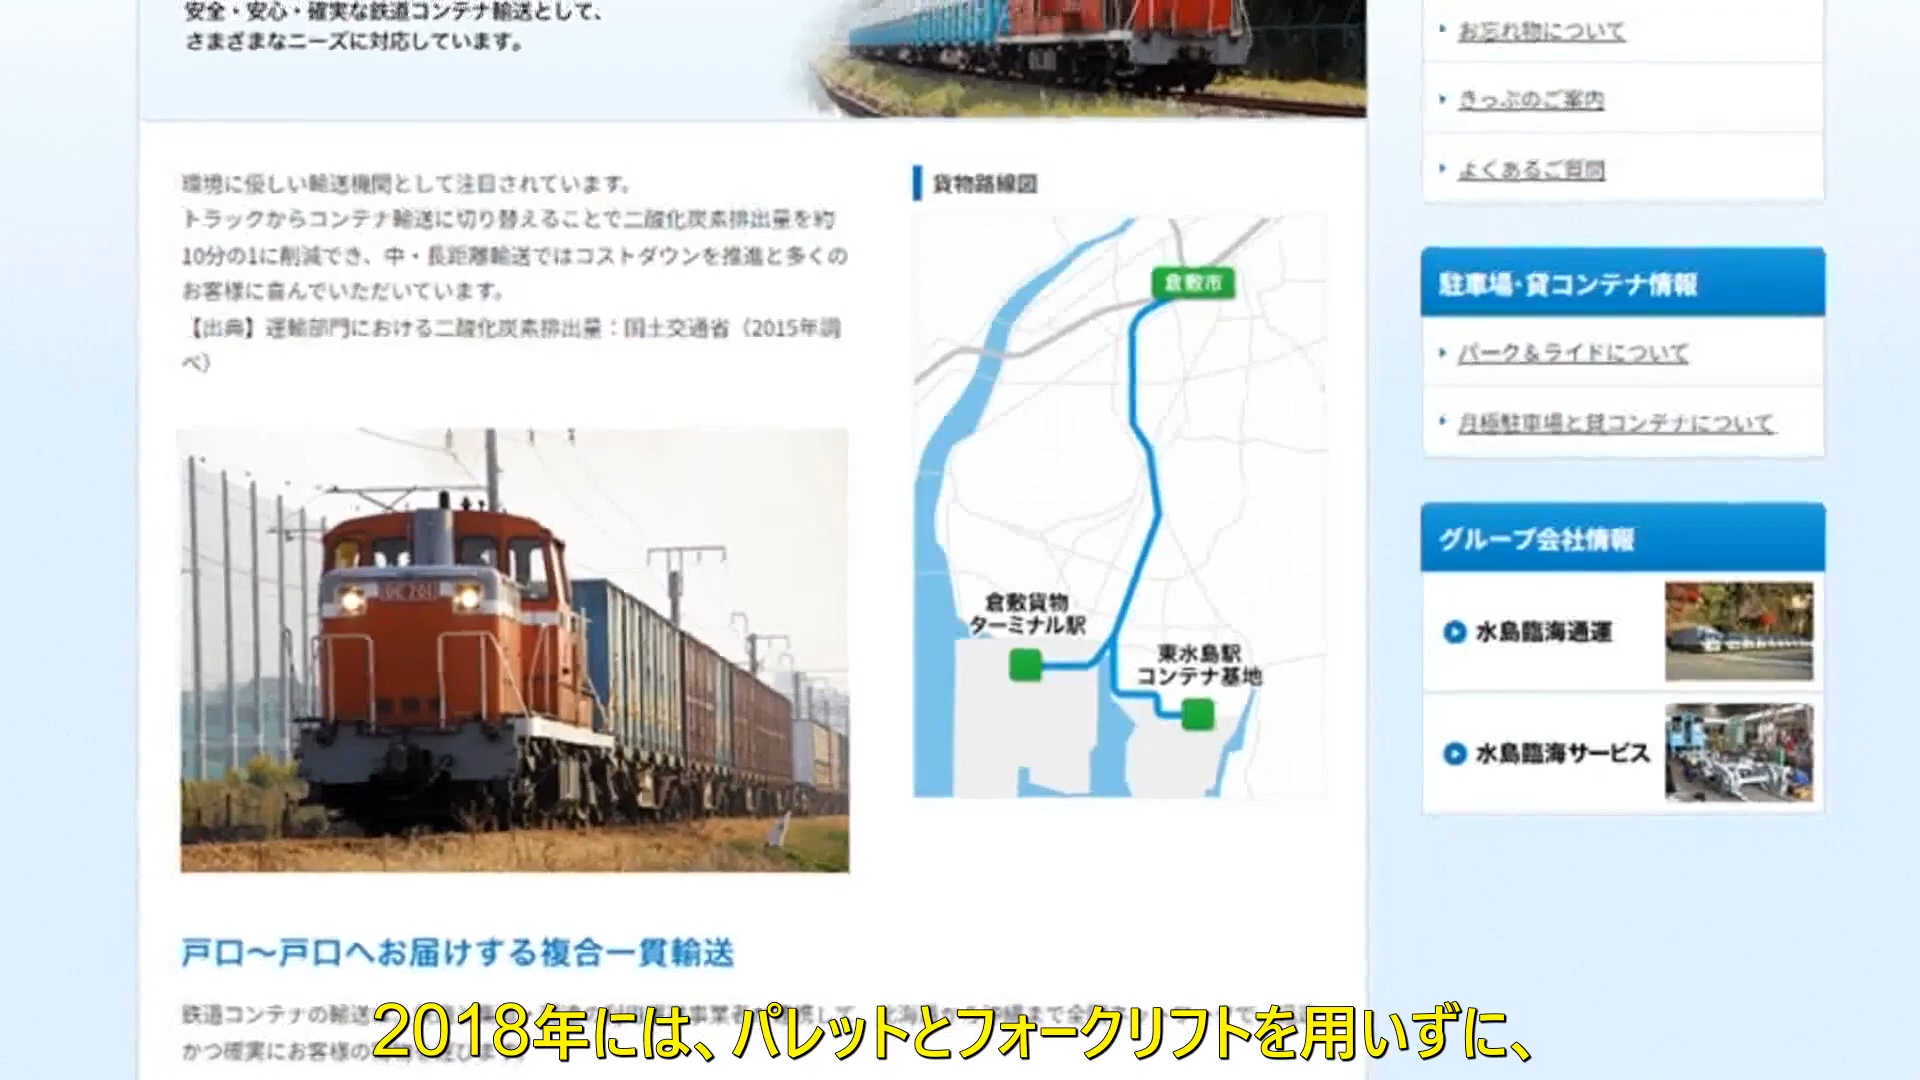 安全・安心・確実な鉄道コンテナ輸送として、
さまざまなニーズに対応しています。
環境に優しい輸送機関として注目されています。
トラックからコンテナ輸送に切り替えることで二酸化炭素排出量を約
10分の1に削減でき、中・長距離輸送ではコストダウンを推進と多くの
お客様に喜んでいただいています。
【出典】運輸部門における二酸化炭素排出量：国土交通省（2015年調
べ）
貨物路線図
倉敷市
倉敷貨物
ターミナル駅
東水島駅
コンテナ基地
DE 701
戸口～戸口へお届けする複合一貫輸送
鉄道コンテナの輸送
かつ確実にお客様の
2018年には、パレットとフォークリフトを用いずに、
お忘れ物について
きっぷのご案内
よくあるご質問
駐車場・貸コンテナ情報
パーク＆ライドについて
月極駐車場と貸コンテナについて
グループ会社情報
水島臨海通運
水島臨海サービス